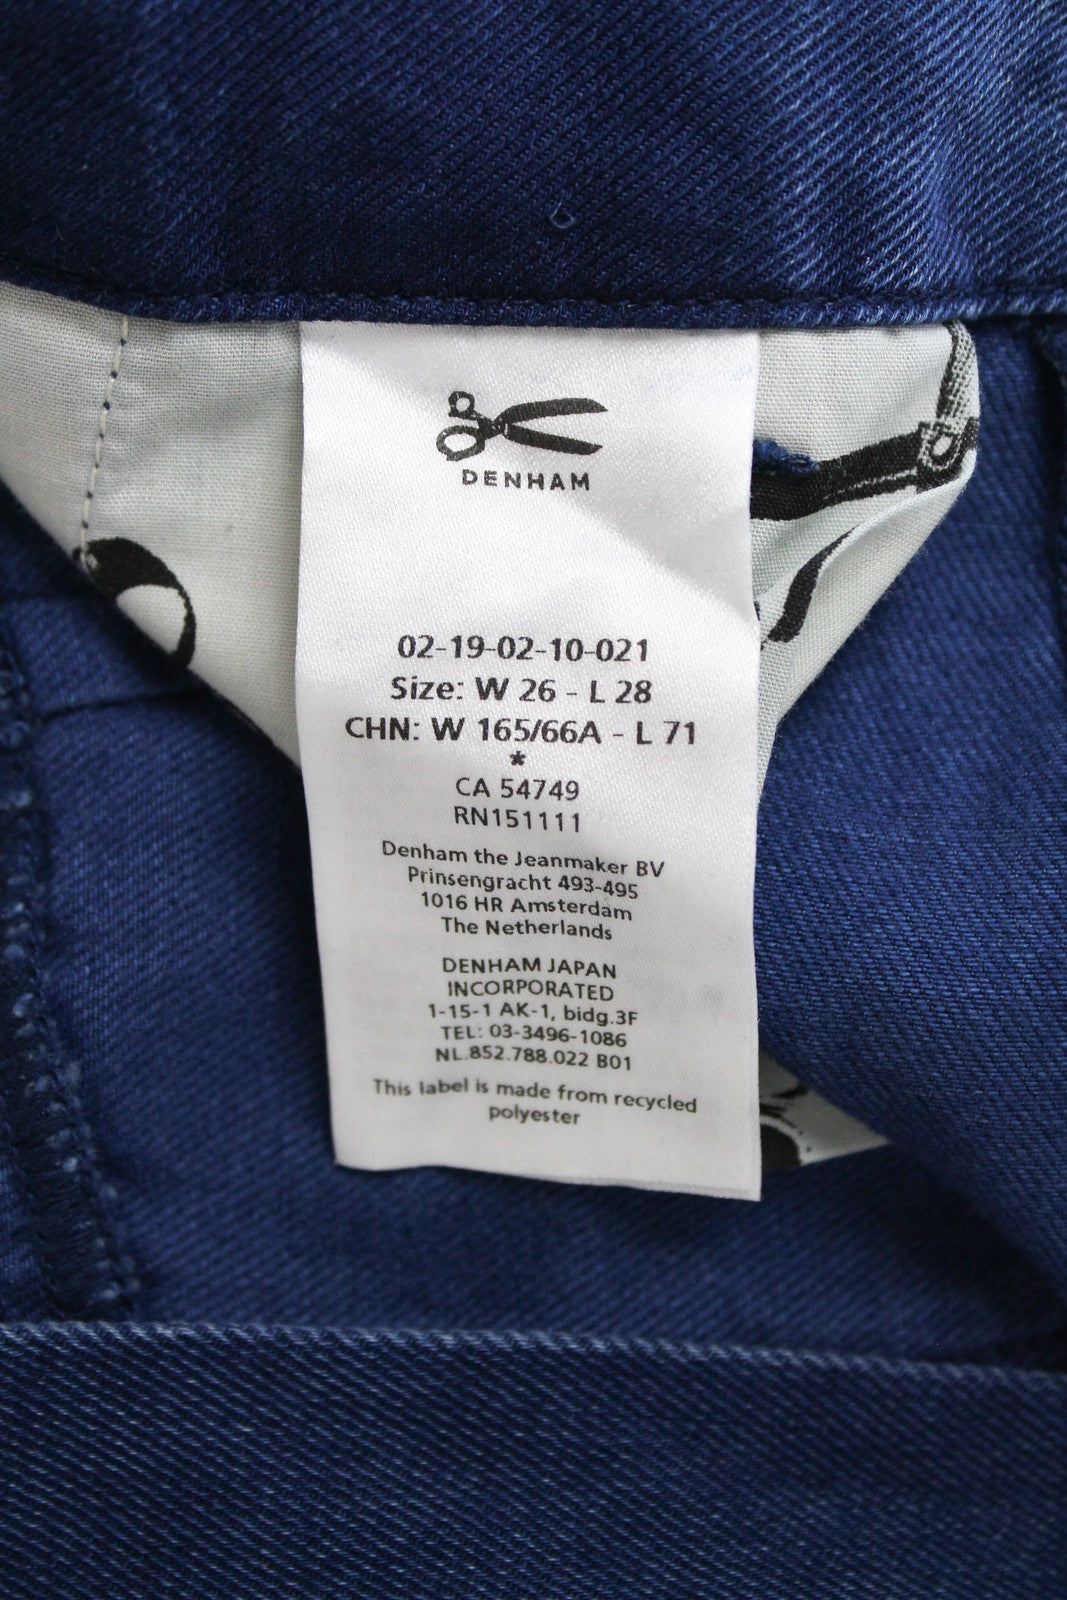 DENHAM
02-19-02-10-021
Size: W 26 - L 28
CHN: W 165/66A - L 71
*
CA 54749
RN151111
Denham the Jeanmaker BV
Prinsengracht 493-495
1016 HR Amsterdam
The Netherlands
DENHAM JAPAN
INCORPORATED
1-15-1 AK-1, bidg.3F
TEL: 03-3496-1086
NL.852.788.022 B01
This label is made from recycled
polyester